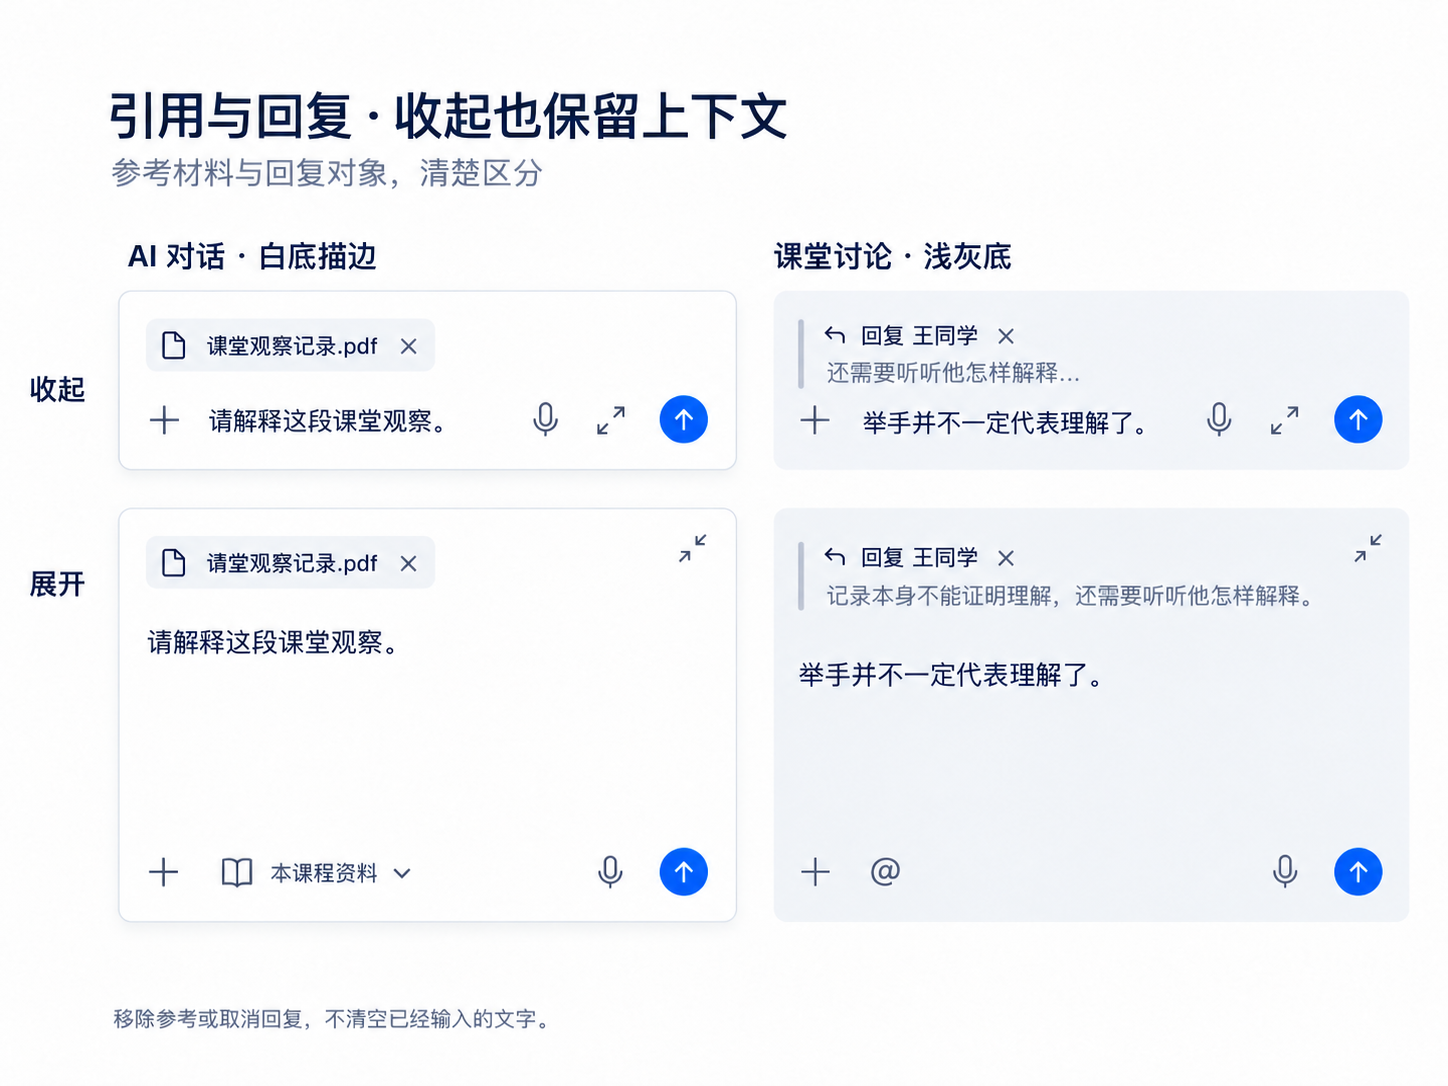 引用与回复 · 收起也保留上下文
参考材料与回复对象，清楚区分
AI 对话 · 白底描边
课堂讨论 · 浅灰底
收起
课堂观察记录.pdf
请解释这段课堂观察。
回复 王同学
还需要听听他怎样解释...
举手并不一定代表理解了。
展开
请堂观察记录.pdf
请解释这段课堂观察。
本课程资料
回复 王同学
记录本身不能证明理解，还需要听听他怎样解释。
举手并不一定代表理解了。
@
移除参考或取消回复，不清空已经输入的文字。